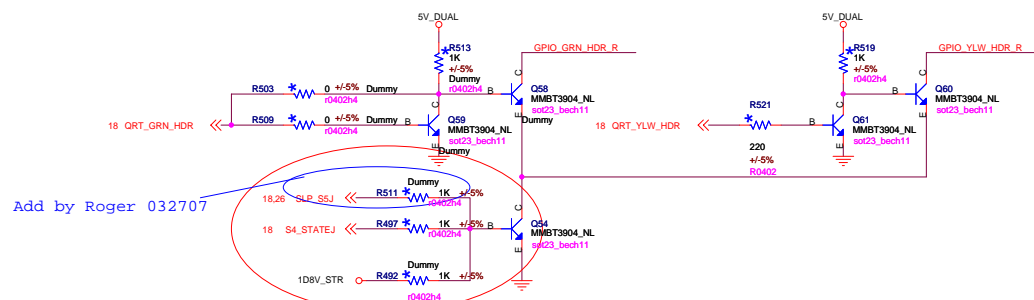 5V_DUAL
5V_DUAL
GPIO_GRN_HDR_R
GPIO_YLW_HDR_R
* R513
1K
+/-5%
Dummy
r0402h4
* R519
1K
+/-5%
r0402h4
R503 * 0 +/-5% Dummy
r0402h4
B C E Q58
MMBT3904_NL
sot23_bech11
Dummy
B C E Q60
MMBT3904_NL
sot23_bech11
18 QRT_GRN_HDR
R509 * 0 +/-5% Dummy
r0402h4
B C E Q59
MMBT3904_NL
sot23_bech11
Dummy
18 QRT_YLW_HDR
R521
*
220
+/-5%
R0402
B C E Q61
MMBT3904_NL
sot23_bech11
Add by Roger 032707
Dummy
18,26 SLP_S5J R511 * 1K +/-5%
r0402h4
18 S4_STATEJ R497 * 1K +/-5%
r0402h4
B C E Q54
MMBT3904_NL
sot23_bech11
Dummy
1D8V_STR R492 * 1K +/-5%
r0402h4